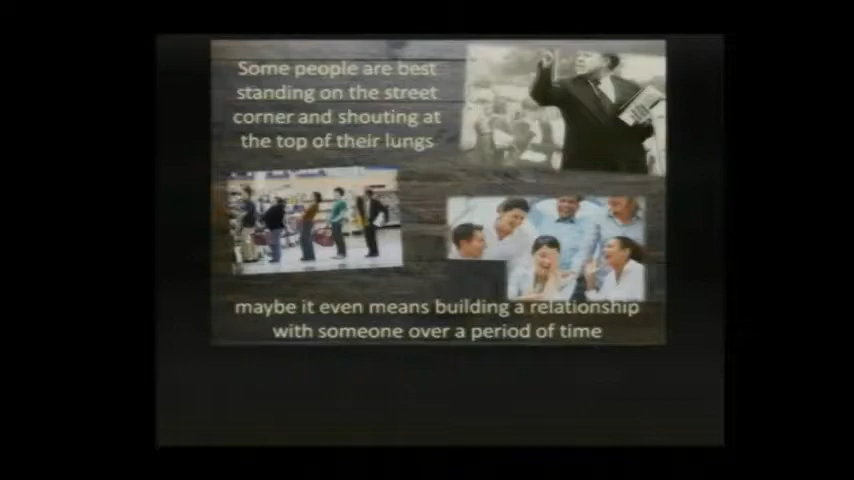 Some people are best
standing on the street
corner and shouting at
the top of their lungs
maybe it even means building a relationship
with someone over a period of time